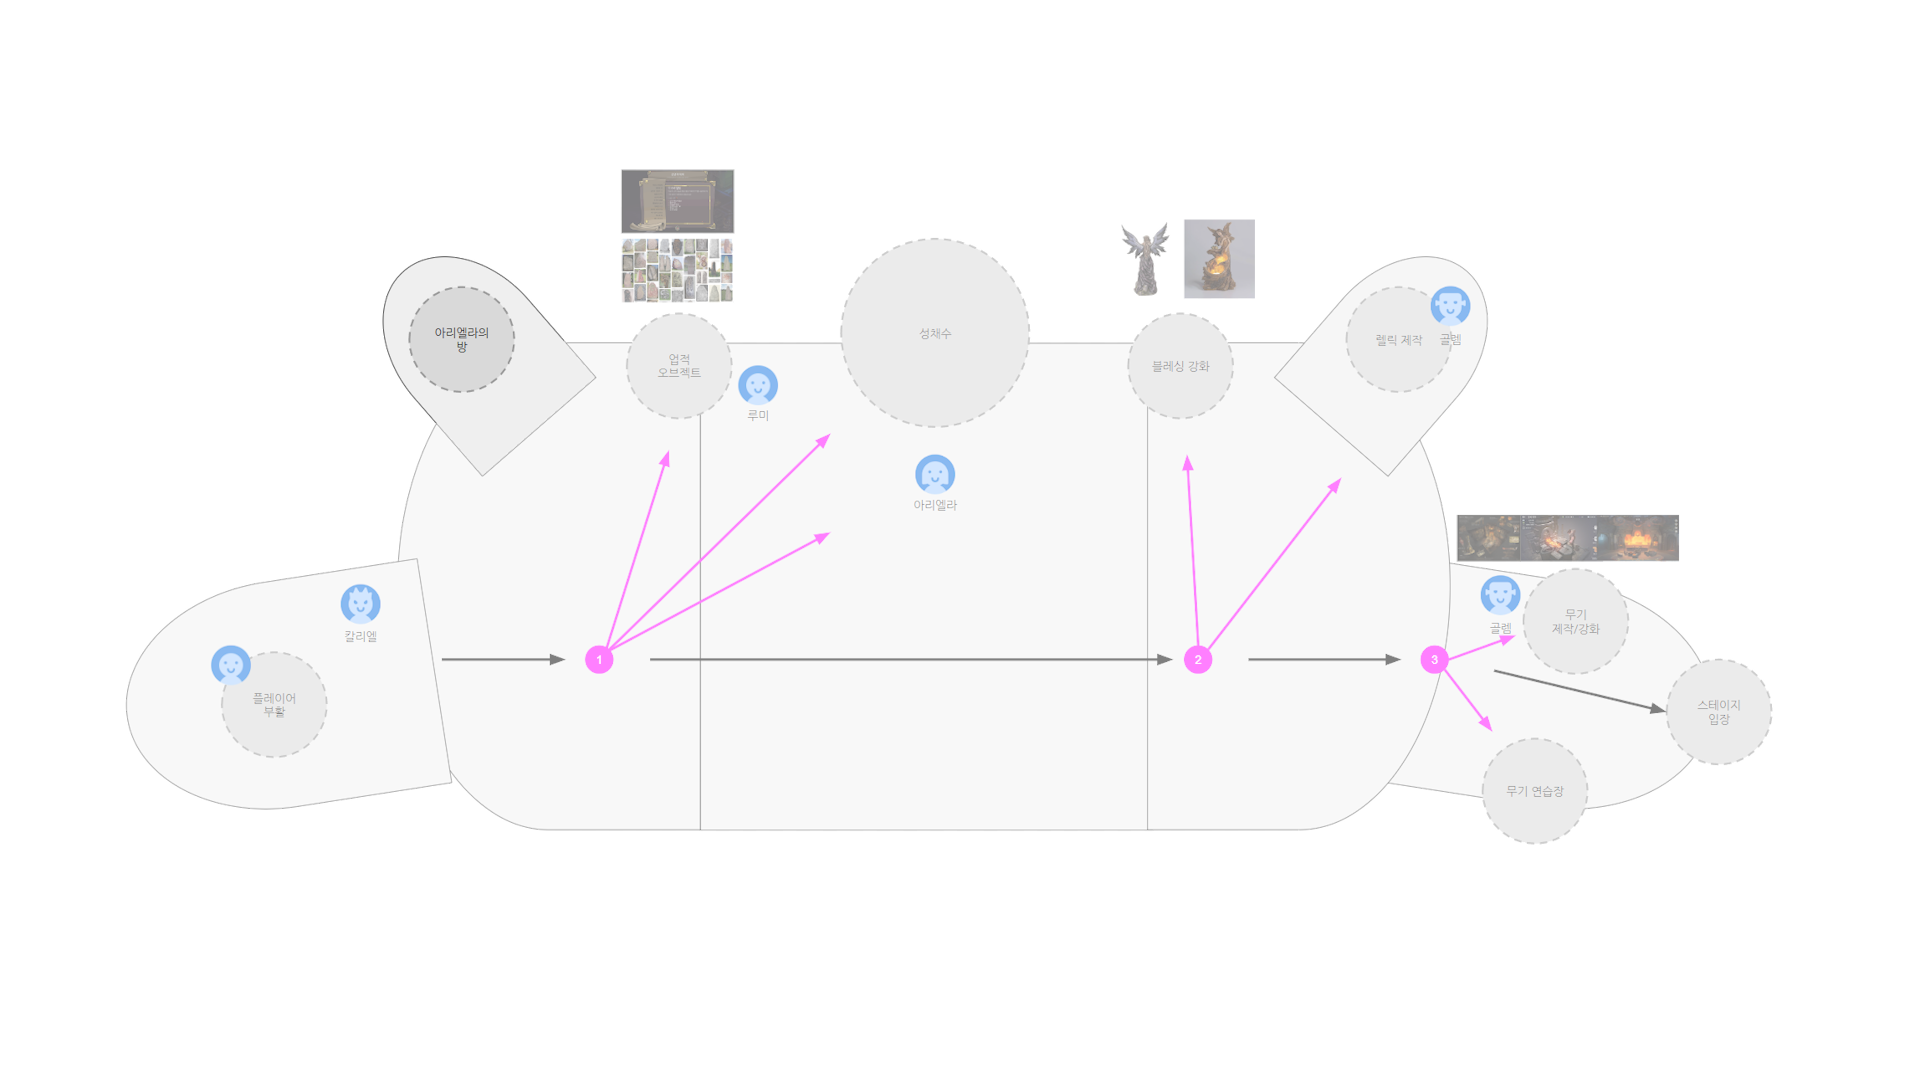 아리엘라의
방
업적
오브젝트
루미
성채수
아리엘라
블레싱 강화
렐릭 제작
골렘
칼리엘
플레이어
부활
1
2
3
골렘
무기
제작/강화
스테이지
입장
무기 연습장